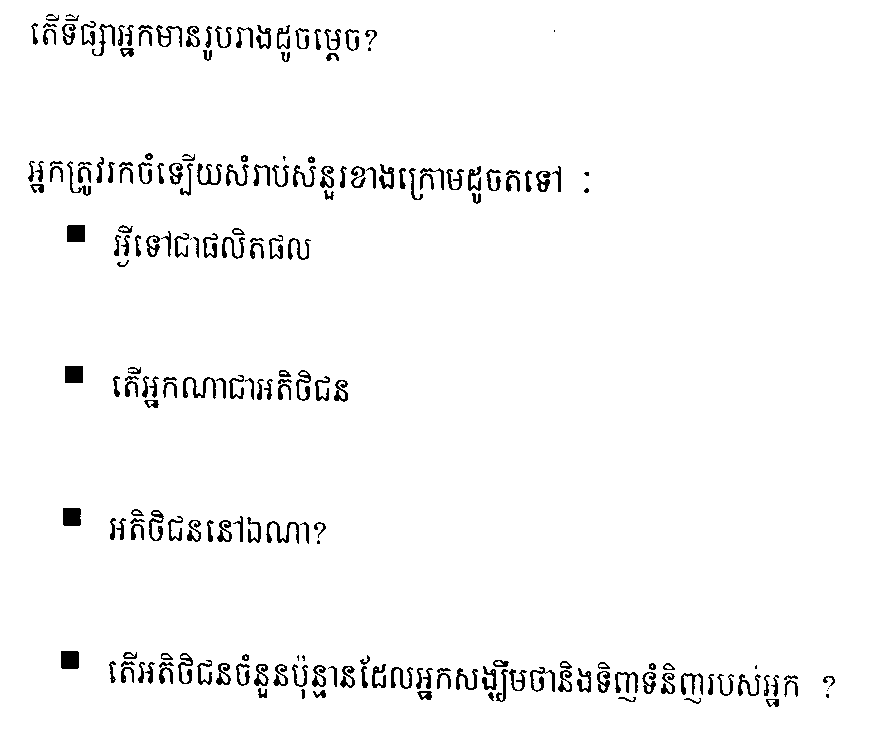 តើទីផ្សាអ្នកមានរូបរាងដូចម្ដេច?
អ្នកត្រូវរកចំឡើយសំរាប់សំនួរខាងក្រោមដូចតទៅ :
■ អ្វីទៅជាផលិតផល
■ តើអ្នកណាជាអតិថិជន
■ អតិថិជននៅឯណា?
■ តើអតិថិជនចំនួនប៉ុន្មានដែលអ្នកសង្ឃឹមថានិងទិញទំនិញរបស់អ្នក ?